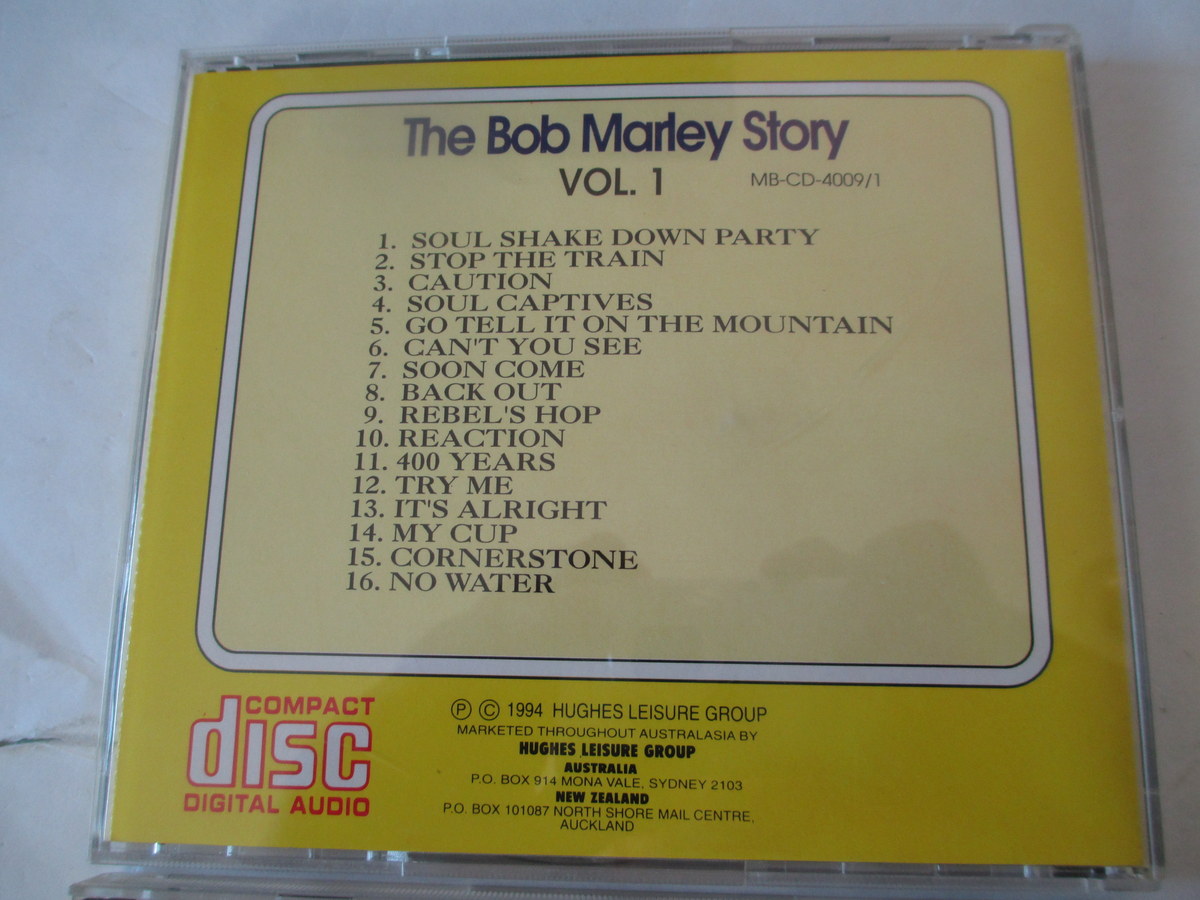 The Bob Marley Story
VOL. 1 MB-CD-4009/1
1. SOUL SHAKE DOWN PARTY
2. STOP THE TRAIN
3. CAUTION
4. SOUL CAPTIVES
5. GO TELL IT ON THE MOUNTAIN
6. CAN'T YOU SEE
7. SOON COME
8. BACK OUT
9. REBEL'S HOP
10. REACTION
11. 400 YEARS
12. TRY ME
13. IT'S ALRIGHT
14. MY CUP
15. CORNERSTONE
16. NO WATER
COMPACT
disc
DIGITAL AUDIO
Ⓟ © 1994 HUGHES LEISURE GROUP
MARKETED THROUGHOUT AUSTRALASIA BY
HUGHES LEISURE GROUP
AUSTRALIA
P.O. BOX 914 MONA VALE, SYDNEY 2103
NEW ZEALAND
P.O. BOX 101087 NORTH SHORE MAIL CENTRE,
AUCKLAND